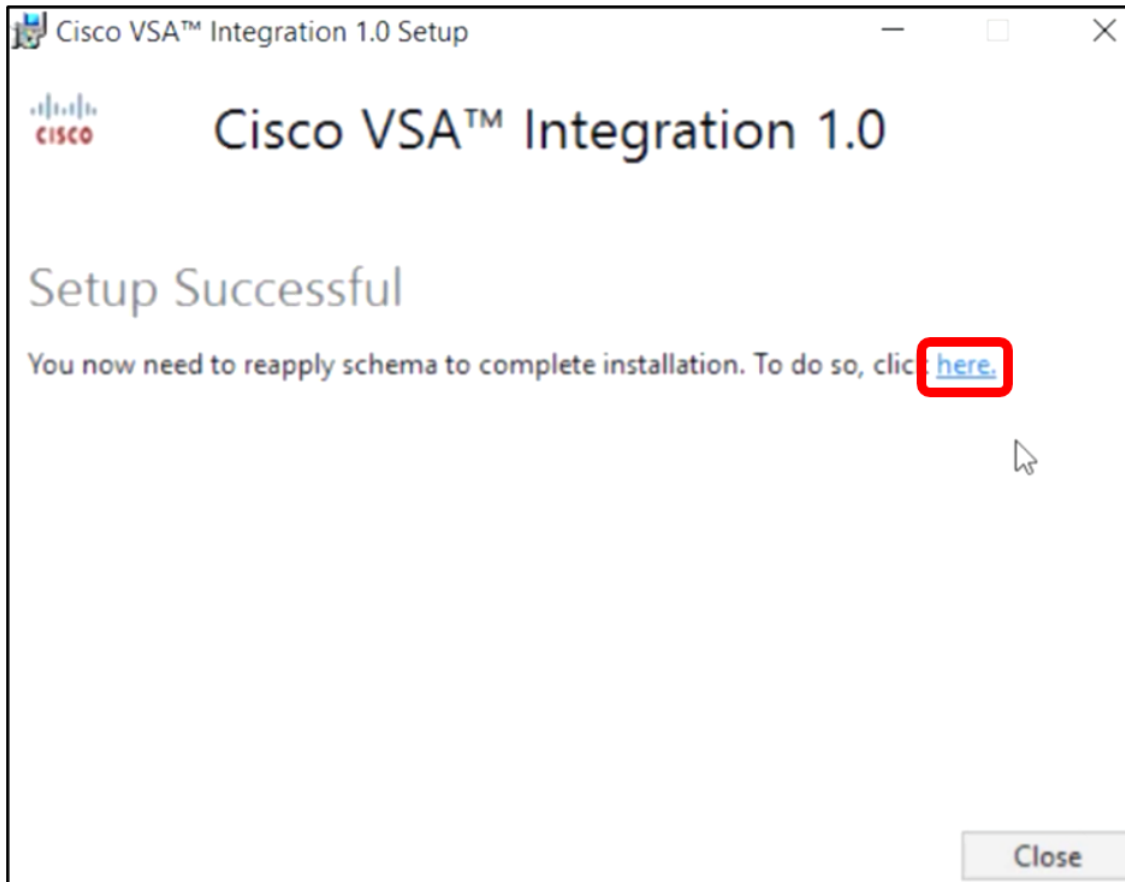 Cisco VSA™ Integration 1.0 Setup
CISCO
Cisco VSA™ Integration 1.0
Setup Successful
You now need to reapply schema to complete installation. To do so, clic here.
Close